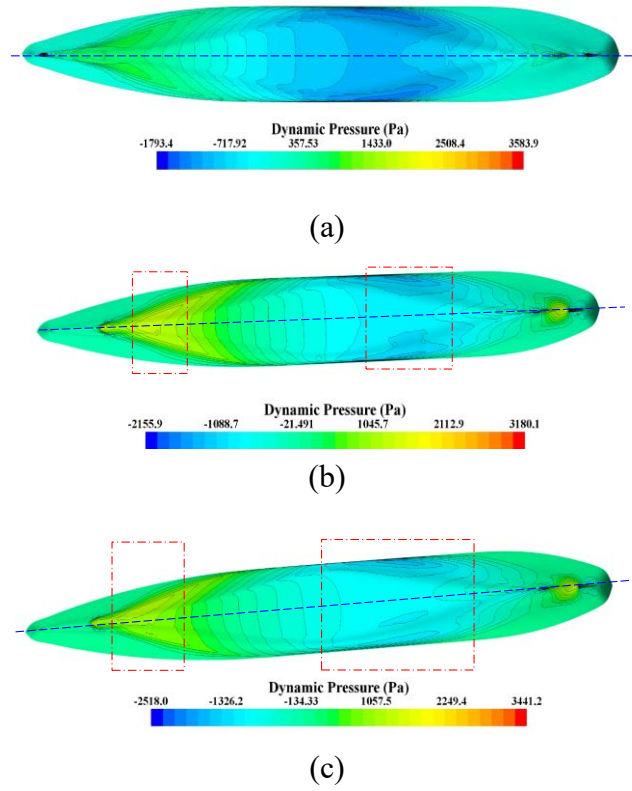 Dynamic Pressure (Pa)
-1793.4 -717.92 357.53 1433.0 2508.4 3583.9
(a)
Dynamic Pressure (Pa)
-2155.9 -1088.7 -21.491 1045.7 2112.9 3180.1
(b)
Dynamic Pressure (Pa)
-2518.0 -1326.2 -134.33 1057.5 2249.4 3441.2
(c)